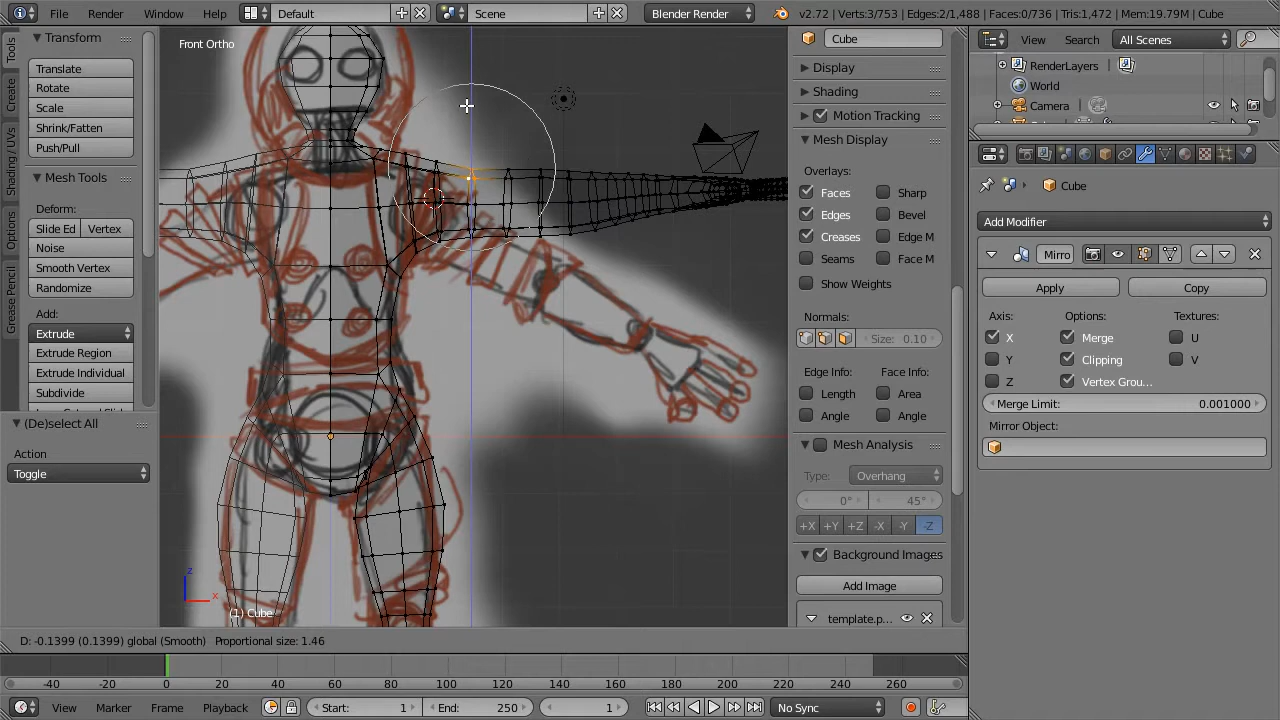 File Render Window Help Default Scene Blender Render v2.72 | Verts:3/753 | Edges:2/1,488 | Faces:0/736 | Tris:1,472 | Mem:19.79M | Cube
Tools
Create
Shading / UVs
Options
Grease Pencil
Transform
Translate
Rotate
Scale
Shrink/Fatten
Push/Pull
Mesh Tools
Deform:
Slide Ed Vertex
Noise
Smooth Vertex
Randomize
Add:
Extrude
Extrude Region
Extrude Individual
Subdivide
(De)select All
Action
Toggle
Front Ortho
z
x
(1) Cube
D: -0.1399 (0.1399) global (Smooth) Proportional size: 1.46
Cube
Display
Shading
Motion Tracking
Mesh Display
Overlays:
Faces Sharp
Edges Bevel
Creases Edge M
Seams Face M
Show Weights
Normals:
Size: 0.10
Edge Info: Face Info:
Length Area
Angle Angle
Mesh Analysis
Type: Overhang
0° 45°
+X +Y +Z -X -Y -Z
Background Images
Add Image
template.p...
View Search All Scenes
RenderLayers
World
Camera
Cube
Add Modifier
Mirro
Apply Copy
Axis: Options: Textures:
X Merge U
Y Clipping V
Z Vertex Grou...
Merge Limit: 0.001000
Mirror Object:
-40 -20 0 20 40 60 80 100 120 140 160 180 200 220 240 260
View Marker Frame Playback Start: 1 End: 250 1 No Sync